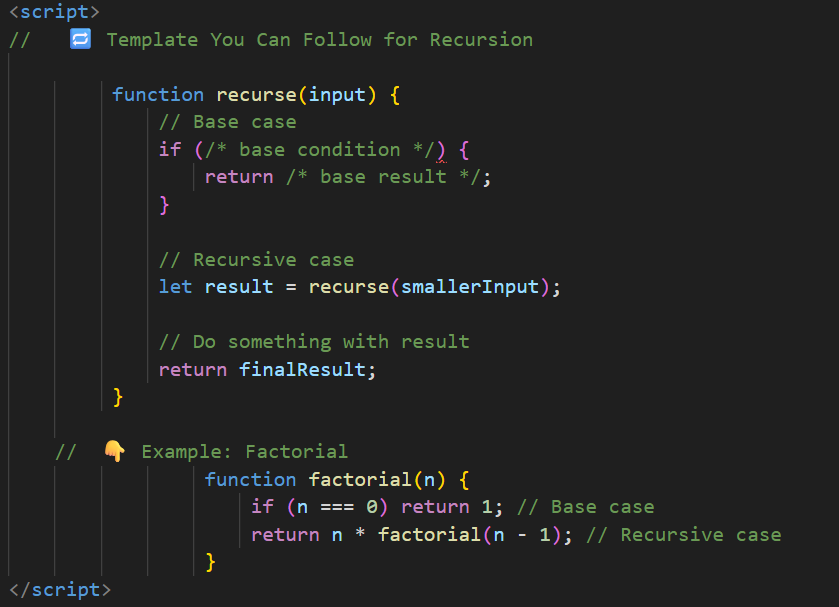 <script>
// 🔁 Template You Can Follow for Recursion
function recurse(input) {
// Base case
if (/* base condition */) {
return /* base result */;
}
// Recursive case
let result = recurse(smallerInput);
// Do something with result
return finalResult;
}
// 👇 Example: Factorial
function factorial(n) {
if (n === 0) return 1; // Base case
return n * factorial(n - 1); // Recursive case
}
</script>